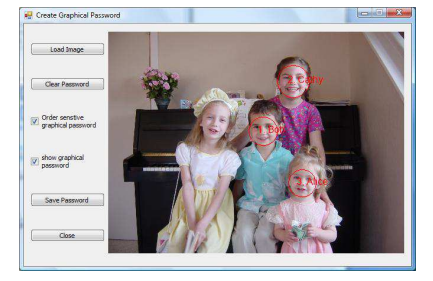 Create Graphical Password
Load Image
Clear Password
Order senstive
graphical password
show graphical
password
Save Password
Close
Cathy
Bob
Alice